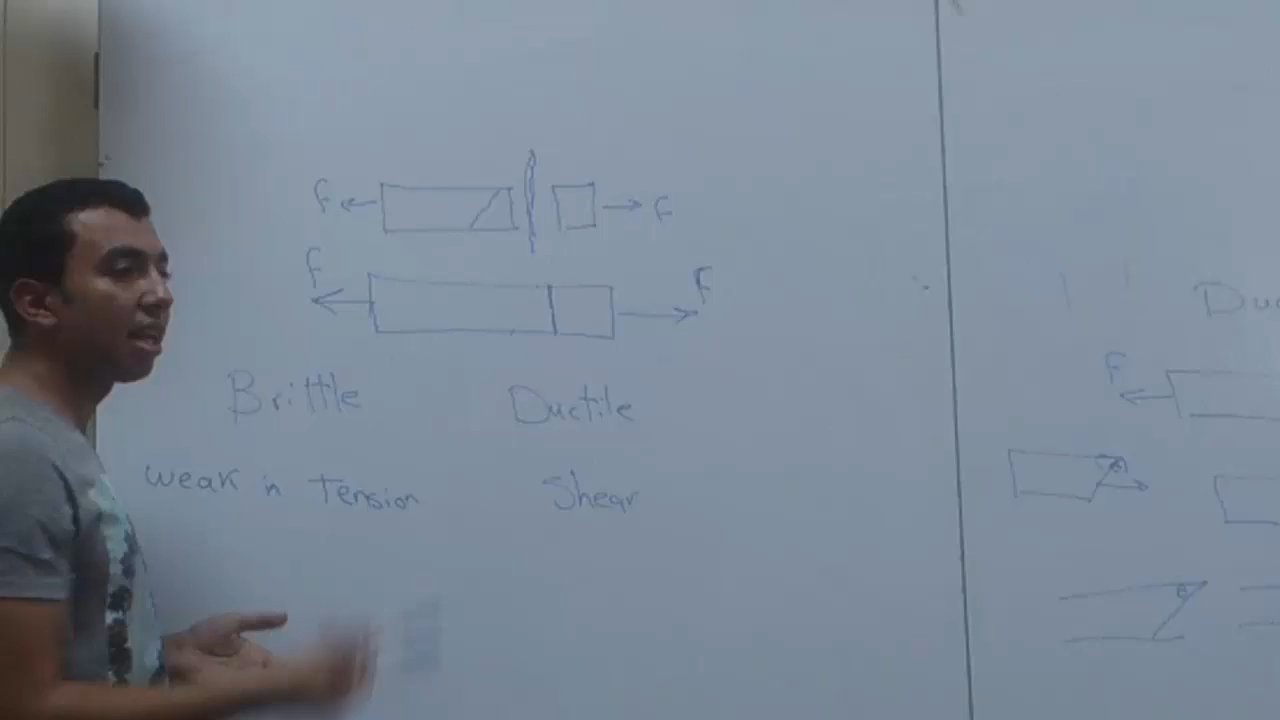 F F
F F
Brittle Ductile
weak in Tension Shear
F
θ
θ